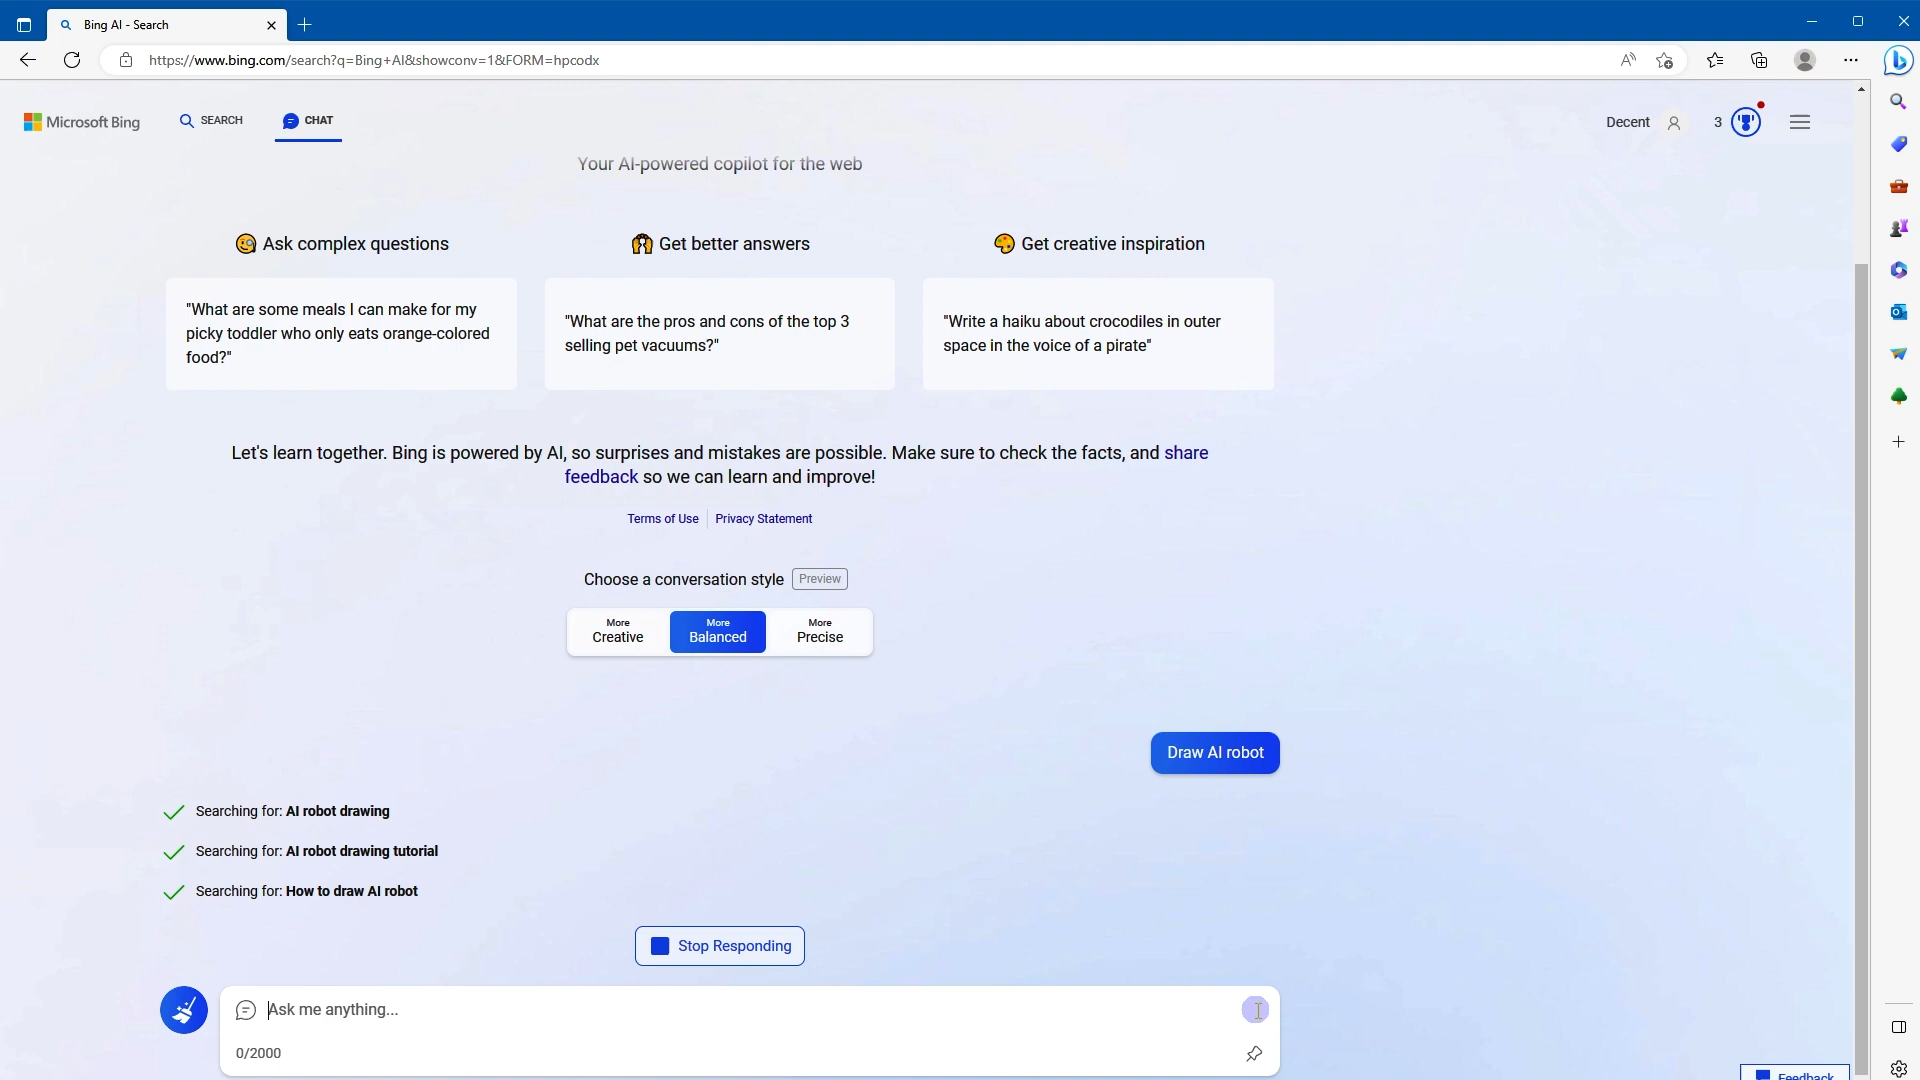 Bing AI - Search
https://www.bing.com/search?q=Bing+AI&showconv=1&FORM=hpcodx
Microsoft Bing
SEARCH
CHAT
Decent
3
Your AI-powered copilot for the web
Ask complex questions
Get better answers
Get creative inspiration
"What are some meals I can make for my
picky toddler who only eats orange-colored
food?"
"What are the pros and cons of the top 3
selling pet vacuums?"
"Write a haiku about crocodiles in outer
space in the voice of a pirate"
Let's learn together. Bing is powered by AI, so surprises and mistakes are possible. Make sure to check the facts, and share
feedback so we can learn and improve!
Terms of Use
Privacy Statement
Choose a conversation style
Preview
More
Creative
More
Balanced
More
Precise
Draw AI robot
Searching for: AI robot drawing
Searching for: AI robot drawing tutorial
Searching for: How to draw AI robot
Stop Responding
Ask me anything...
0/2000
Feedback